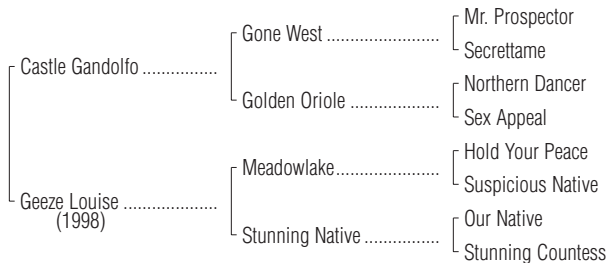 Mr. Prospector
Gone West
Secrettame
Castle Gandolfo
Northern Dancer
Golden Oriole
Sex Appeal
Hold Your Peace
Meadowlake
Suspicious Native
Geeze Louise
(1998)
Our Native
Stunning Native
Stunning Countess